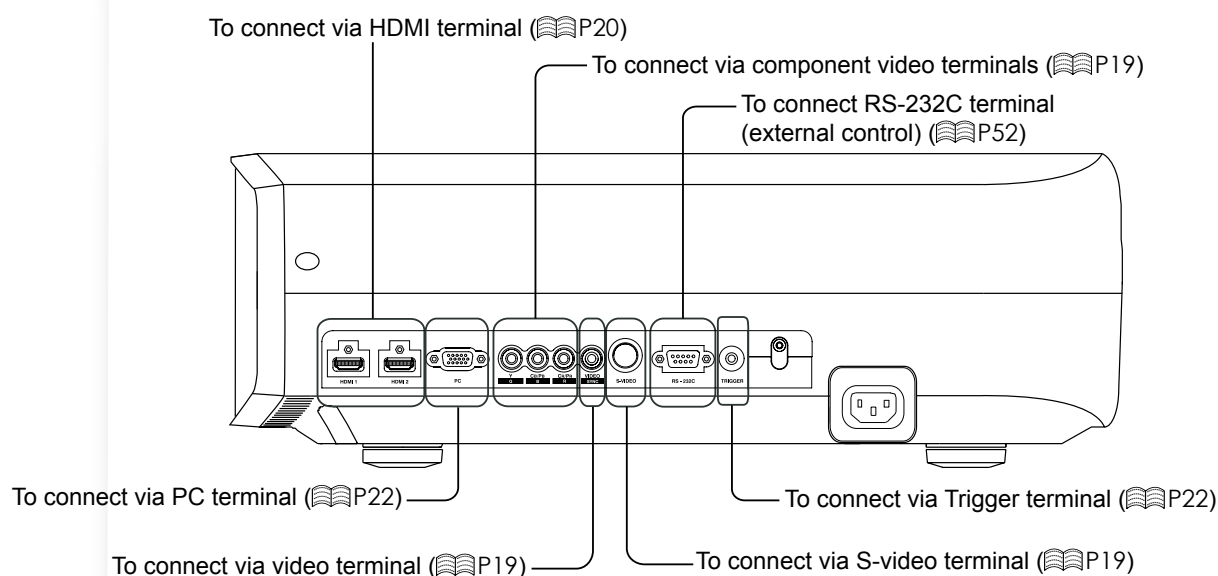 To connect via HDMI terminal (P20)
To connect via component video terminals (P19)
To connect RS-232C terminal
(external control) (P52)
HDMI 1
HDMI 2
PC
Y
CB/PB
CR/PR
VIDEO
G
B
R
SYNC
S-VIDEO
RS - 232C
TRIGGER
To connect via PC terminal (P22)
To connect via Trigger terminal (P22)
To connect via video terminal (P19)
To connect via S-video terminal (P19)